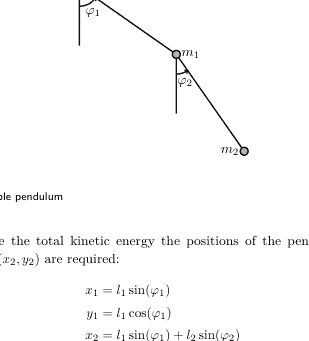 φ₁
m₁
φ₂
m₂
ple pendulum
e the total kinetic energy the positions of the pen
(x₂, y₂) are required:
x₁ = l₁ sin(φ₁)
y₁ = l₁ cos(φ₁)
x₂ = l₁ sin(φ₁) + l₂ sin(φ₂)